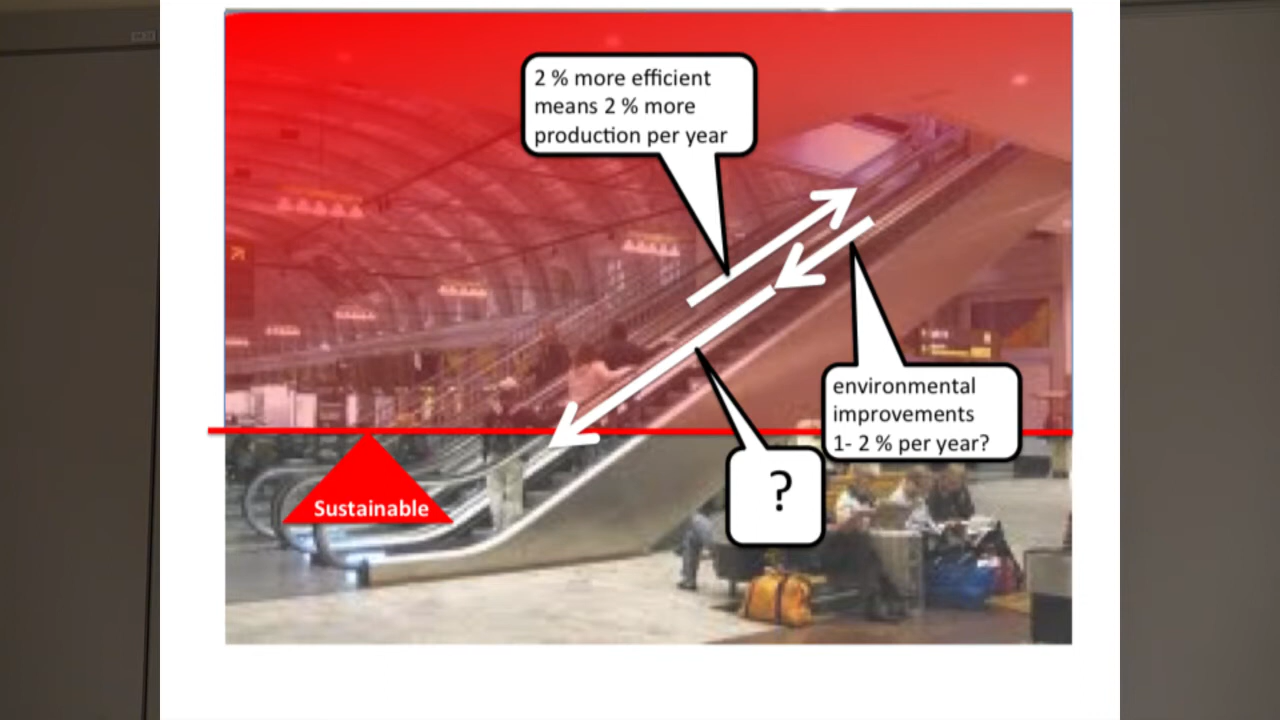 2 % more efficient
means 2 % more
production per year
environmental
improvements
1- 2 % per year?
?
Sustainable